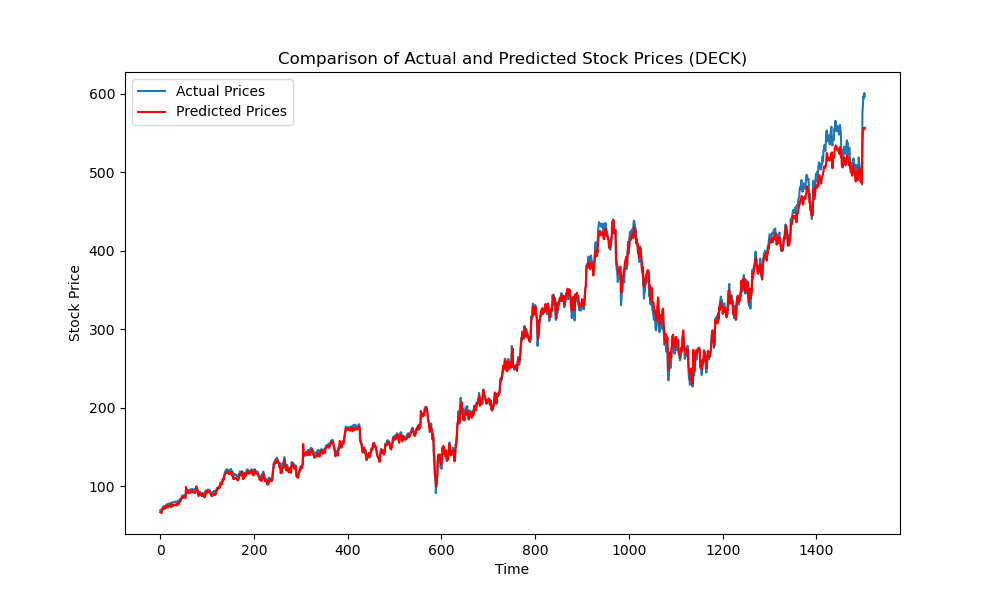 Comparison of Actual and Predicted Stock Prices (DECK)
Actual Prices
Predicted Prices
600
500
400
300
200
100
Stock Price
0 200 400 600 800 1000 1200 1400
Time